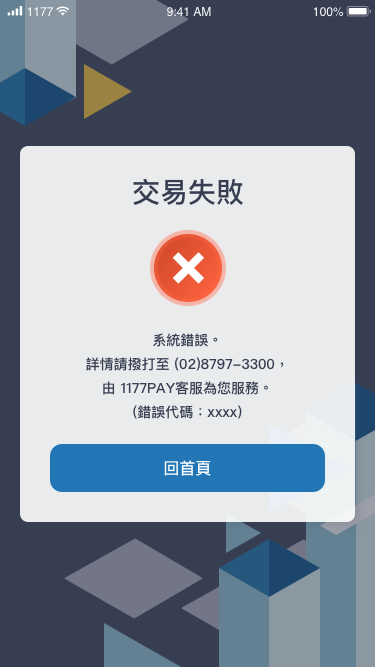 1177 9:41 AM 100%
交易失敗
系統錯誤。
詳情請撥打至 (02)8797-3300，
由 1177PAY客服為您服務。
(錯誤代碼：xxxx)
回首頁